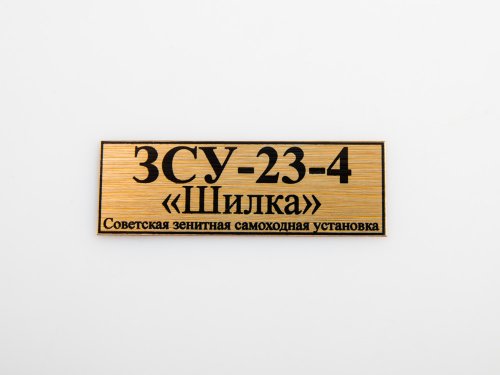 ЗСУ-23-4
«Шилка»
Советская зенитная самоходная установка